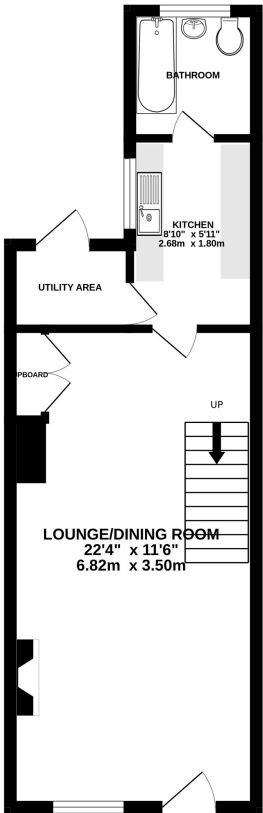 BATHROOM
KITCHEN
8'10" x 5'11"
2.68m x 1.80m
UTILITY AREA
UPBOARD
UP
LOUNGE/DINING ROOM
22'4" x 11'6"
6.82m x 3.50m